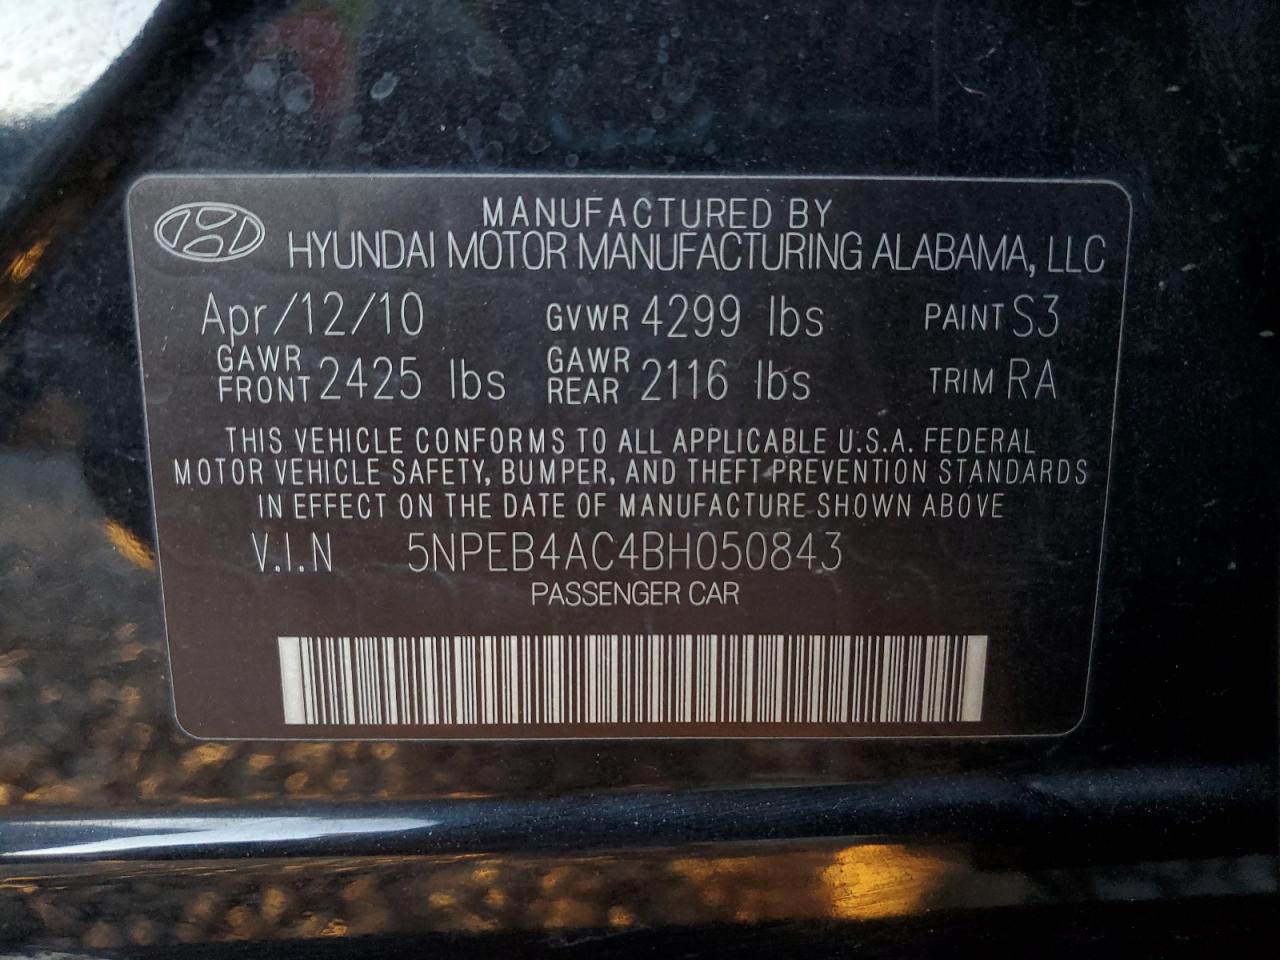 MANUFACTURED BY
HYUNDAI MOTOR MANUFACTURING ALABAMA, LLC
Apr/12/10 GVWR 4299 lbs PAINT S3
GAWR FRONT 2425 lbs GAWR REAR 2116 lbs TRIM RA
THIS VEHICLE CONFORMS TO ALL APPLICABLE U.S.A. FEDERAL
MOTOR VEHICLE SAFETY, BUMPER, AND THEFT PREVENTION STANDARDS
IN EFFECT ON THE DATE OF MANUFACTURE SHOWN ABOVE
V.I.N 5NPEB4AC4BH050843
PASSENGER CAR